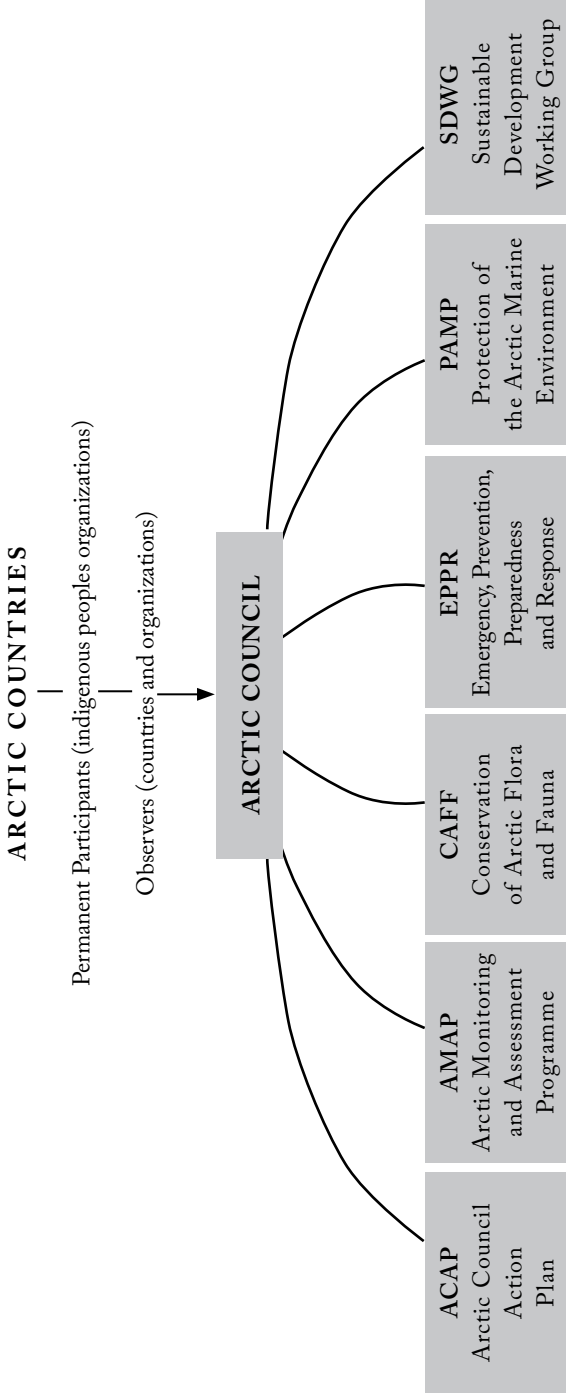 ARCTIC COUNTRIES
Permanent Participants (indigenous peoples organizations)
Observers (countries and organizations)
ARCTIC COUNCIL
ACAP
Arctic Council
Action
Plan
AMAP
Arctic Monitoring
and Assessment
Programme
CAFF
Conservation
of Arctic Flora
and Fauna
EPPR
Emergency, Prevention,
Preparedness
and Response
PAMP
Protection of
the Arctic Marine
Environment
SDWG
Sustainable
Development
Working Group